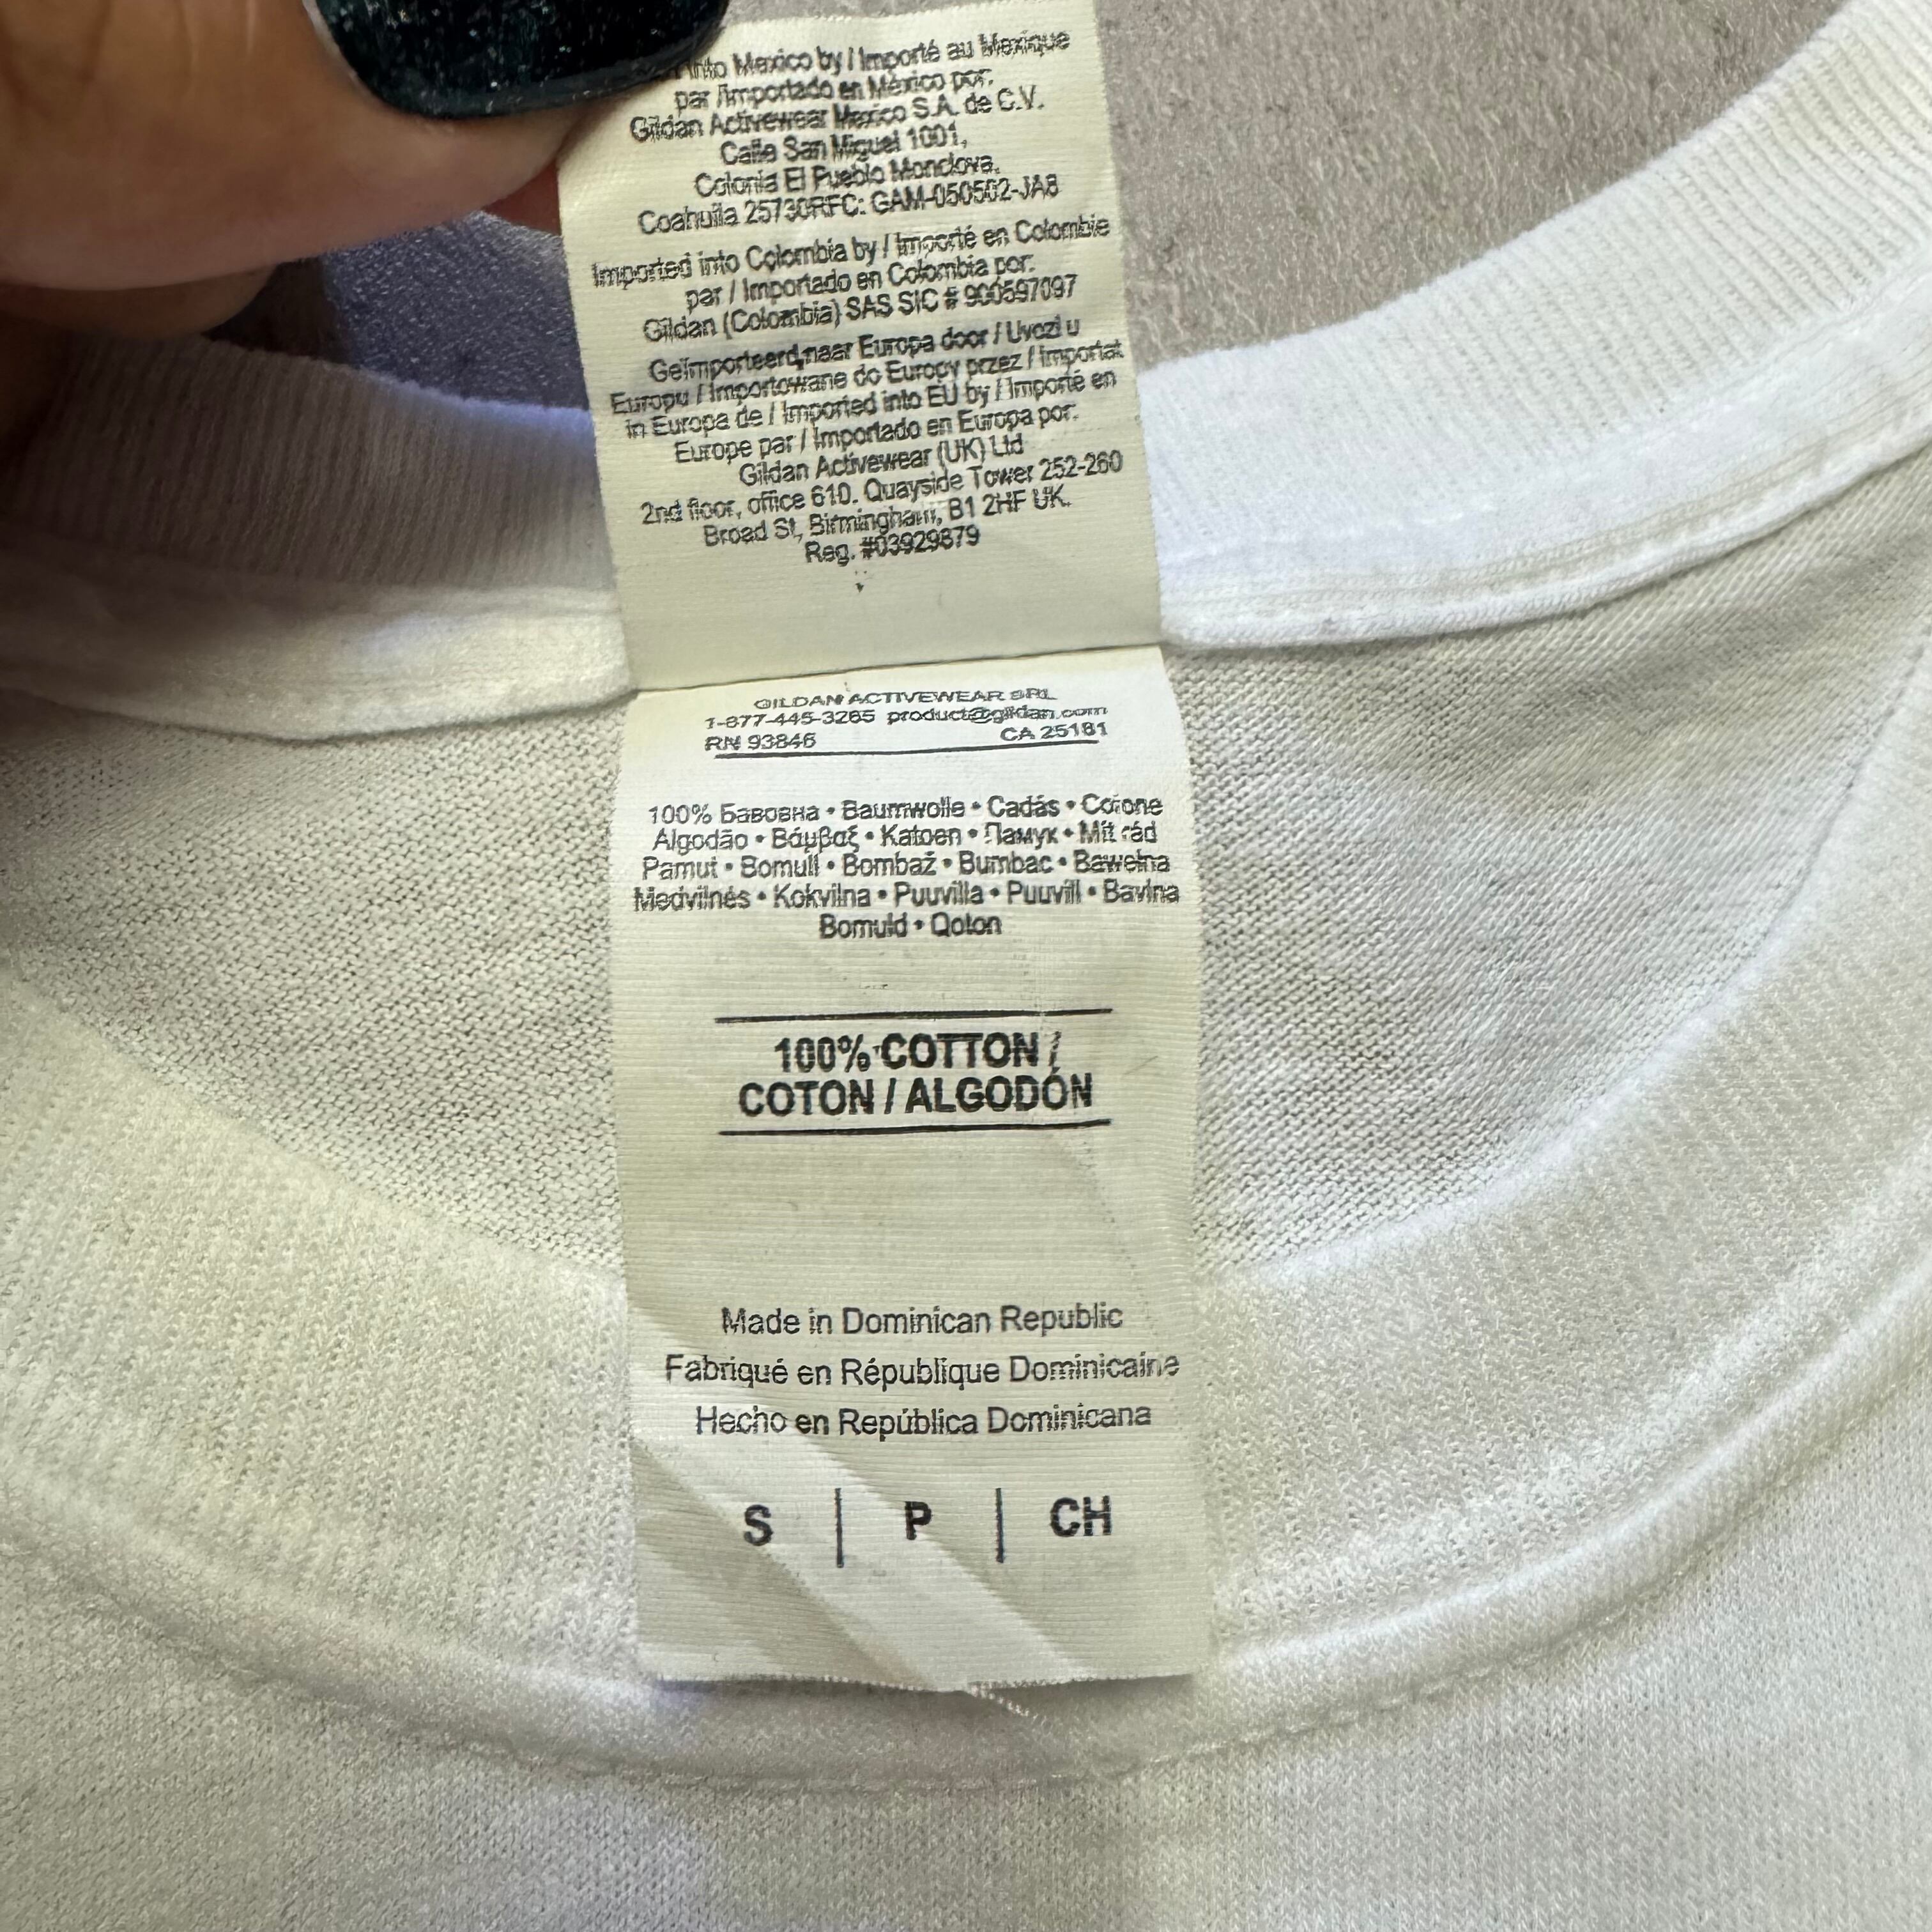 into Mexico by / Importé au Mexique
par /Importado en México por:
Gildan Activewear Mexico S.A. de C.V.
Calle San Miguel 1001,
Colonia El Pueblo Monclova,
Coahuila 25730RFC: GAM-050502-JA8
Imported into Colombia by / Importé en Colombie
par / Importado en Colombia por:
Gildan (Colombia) SAS SIC # 900597097
Geïmporteerd naar Europa door / Uvozi u
Europu / Importowane do Europy przez / Importat
in Europa de / Imported into EU by / Importé en
Europe par / Importado en Europa por:
Gildan Activewear (UK) Ltd
2nd floor, office 610. Quayside Tower 252-260
Broad St, Birmingham, B1 2HF UK.
Reg. #03929879
GILDAN ACTIVEWEAR SRL
1-877-445-3265 product@gildan.com
RN 93846 CA 25181
100% Бавовна • Baumwolle • Cadás • Cotone
Algodão • Βάμβαξ • Katoen • Памук • Mit rád
Pamut • Bomull • Bombaž • Bumbac • Bawełna
Medvilnės • Kokvilna • Puuvilla • Puuvill • Bavlna
Bomuld • Qoton
100% COTTON /
COTON / ALGODÓN
Made in Dominican Republic
Fabriqué en République Dominicaine
Hecho en República Dominicana
S | P | CH